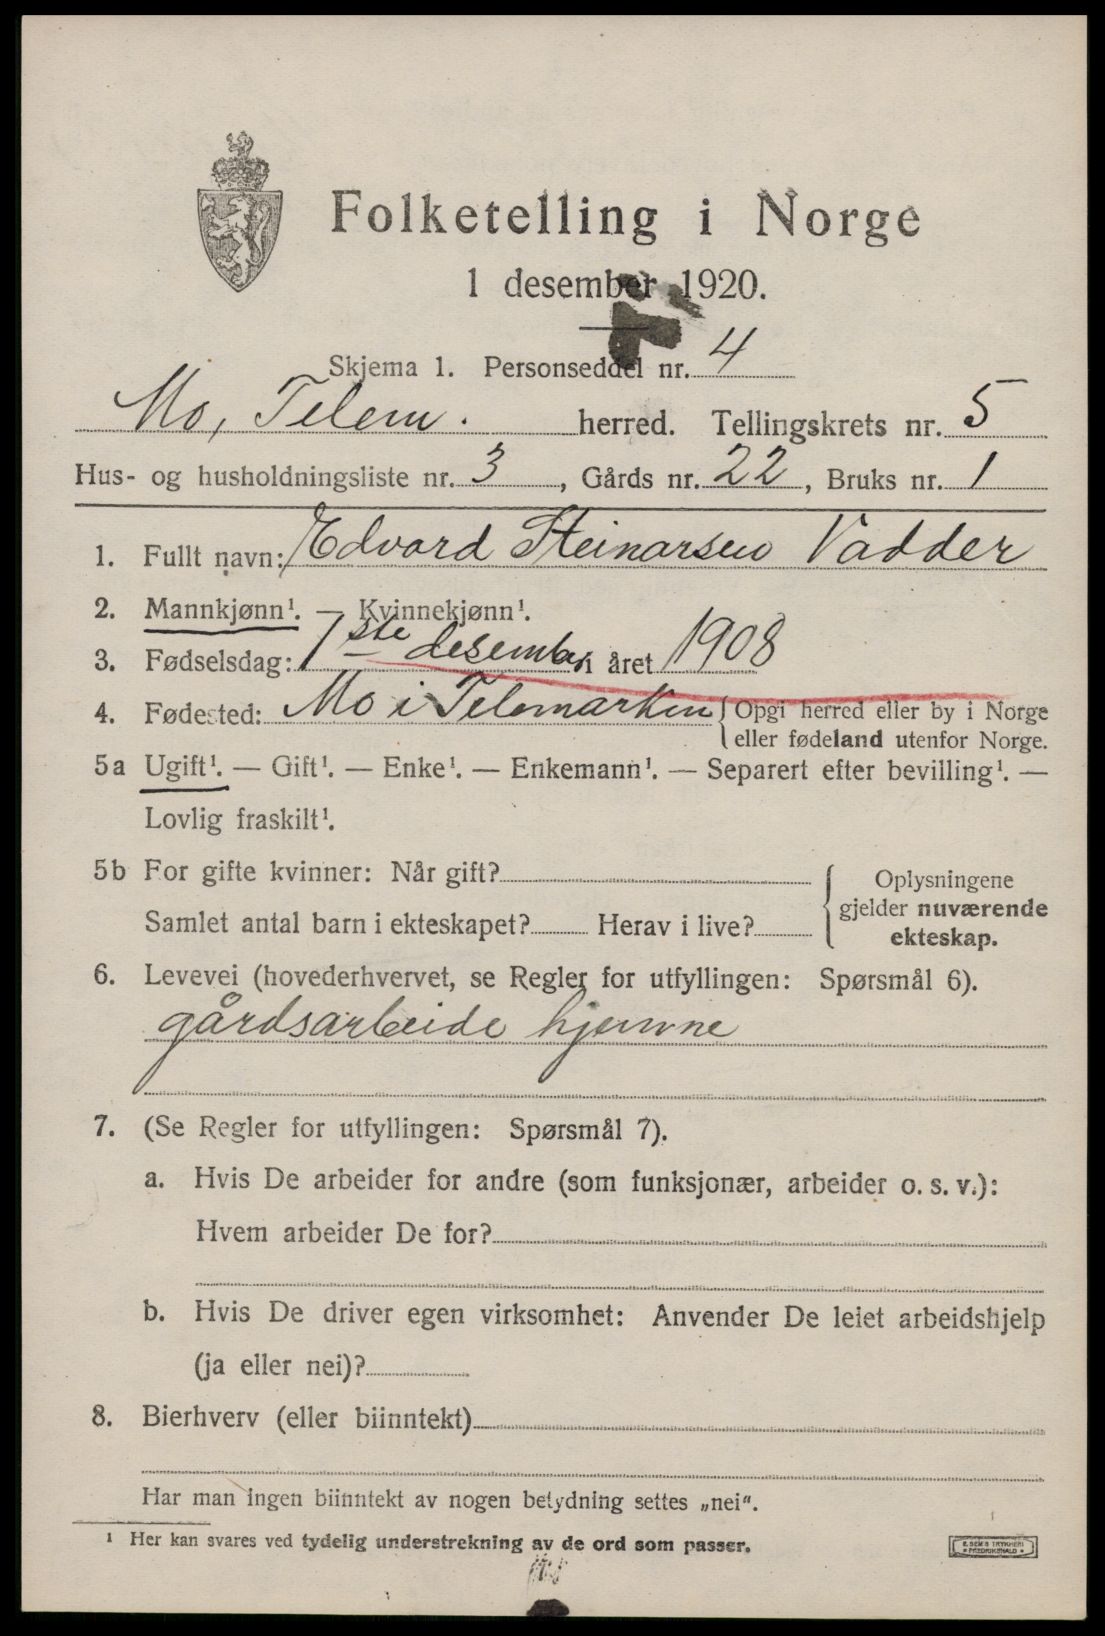 Folketelling i Norge
1 desember 1920.
Skjema 1. Personseddel nr. 4
Mo, Telem. herred. Tellingskrets nr. 5
Hus- og husholdningsliste nr. 3, Gårds nr. 22, Bruks nr. 1
1. Fullt navn: Edvard Steinarsen Vadder
2. Mannkjønn¹. — Kvinnekjønn¹.
3. Fødselsdag: 1ste desember i året 1908
4. Fødested: Mo i Telemarken { Opgi herred eller by i Norge
eller fødeland utenfor Norge.
5a Ugift¹. — Gift¹. — Enke¹. — Enkemann¹. — Separert efter bevilling¹. —
Lovlig fraskilt¹.
5b For gifte kvinner: Når gift?
Samlet antal barn i ekteskapet? Herav i live?
{ Oplysningene
gjelder nuværende
ekteskap.
6. Levevei (hovederhvervet, se Regler for utfyllingen: Spørsmål 6).
gårdsarbeide hjemme
7. (Se Regler for utfyllingen: Spørsmål 7).
a. Hvis De arbeider for andre (som funksjonær, arbeider o. s. v.):
Hvem arbeider De for?
b. Hvis De driver egen virksomhet: Anvender De leiet arbeidshjelp
(ja eller nei)?
8. Bierhverv (eller biinntekt)
Har man ingen biinntekt av nogen betydning settes „nei“.
¹ Her kan svares ved tydelig understrekning av de ord som passer.
E. SEM'S TRYKKERI
• FREDRIKSHALD •